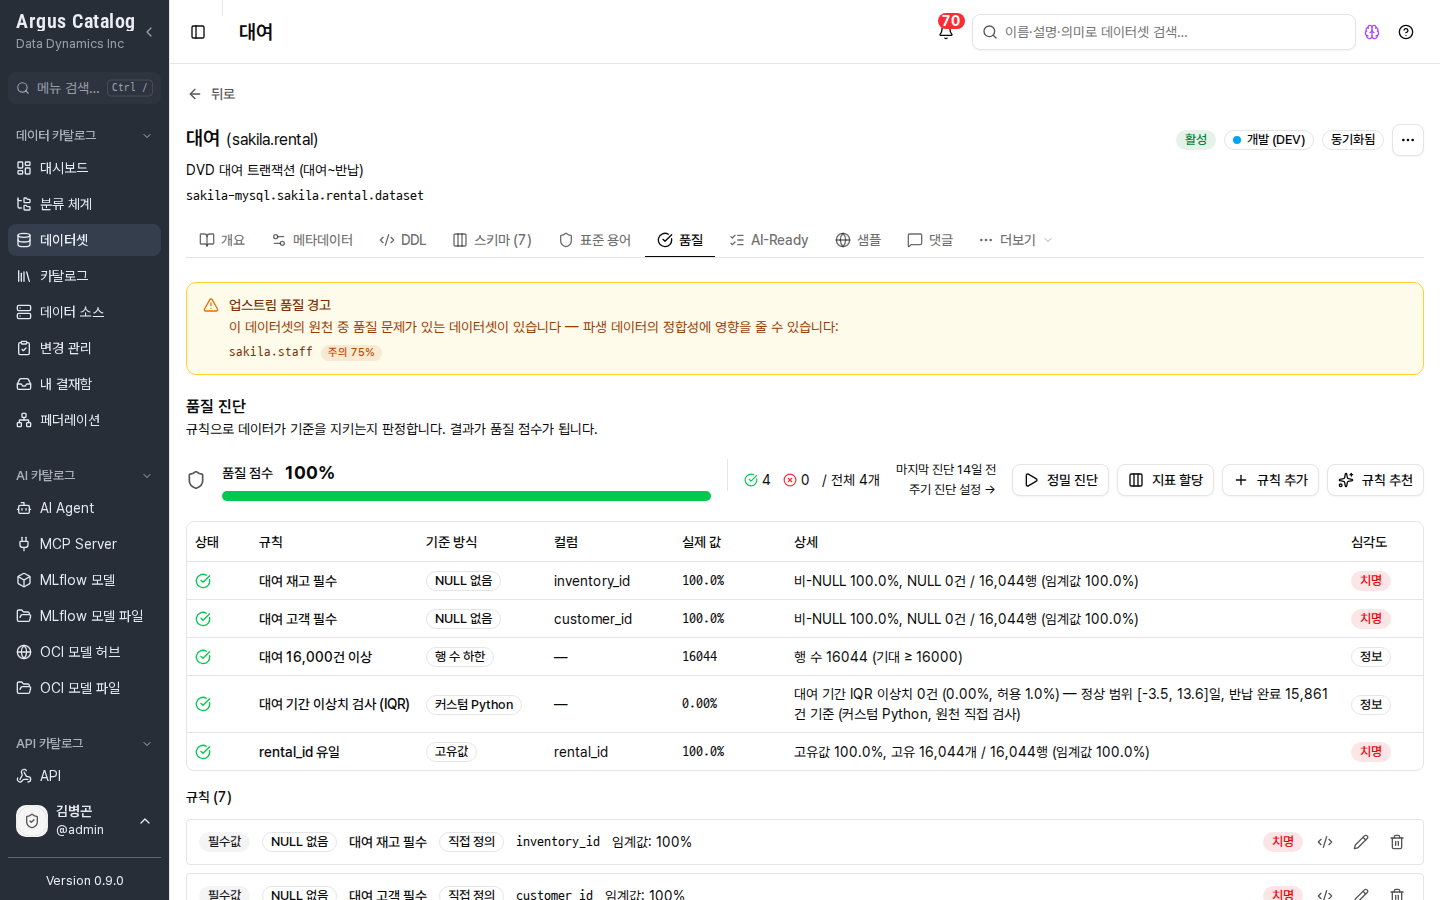 Argus Catalog
Data Dynamics Inc
메뉴 검색... Ctrl /
데이터 카탈로그
대시보드
분류 체계
데이터셋
카탈로그
데이터 소스
변경 관리
내 결재함
페더레이션
AI 카탈로그
AI Agent
MCP Server
MLflow 모델
MLflow 모델 파일
OCI 모델 허브
OCI 모델 파일
API 카탈로그
API
김병곤
@admin
Version 0.9.0
대여
70
이름·설명·의미로 데이터셋 검색...
뒤로
대여 (sakila.rental)
활성 개발 (DEV) 동기화됨
DVD 대여 트랜잭션 (대여~반납)
sakila-mysql.sakila.rental.dataset
개요 메타데이터 DDL 스키마 (7) 표준 용어 품질 AI-Ready 샘플 댓글 더보기
업스트림 품질 경고
이 데이터셋의 원천 중 품질 문제가 있는 데이터셋이 있습니다 — 파생 데이터의 정합성에 영향을 줄 수 있습니다:
sakila.staff 주의 75%
품질 진단
규칙으로 데이터가 기준을 지키는지 판정합니다. 결과가 품질 점수가 됩니다.
품질 점수 100%
4 0 / 전체 4개
마지막 진단 14일 전
주기 진단 설정 →
정밀 진단 지표 할당 규칙 추가 규칙 추천
상태 규칙 기준 방식 컬럼 실제 값 상세 심각도
대여 재고 필수 NULL 없음 inventory_id 100.0% 비-NULL 100.0%, NULL 0건 / 16,044행 (임계값 100.0%) 치명
대여 고객 필수 NULL 없음 customer_id 100.0% 비-NULL 100.0%, NULL 0건 / 16,044행 (임계값 100.0%) 치명
대여 16,000건 이상 행 수 하한 — 16044 행 수 16044 (기대 ≥ 16000) 정보
대여 기간 이상치 검사 (IQR) 커스텀 Python — 0.00% 대여 기간 IQR 이상치 0건 (0.00%, 허용 1.0%) — 정상 범위 [-3.5, 13.6]일, 반납 완료 15,861
건 기준 (커스텀 Python, 원천 직접 검사) 정보
rental_id 유일 고유값 rental_id 100.0% 고유값 100.0%, 고유 16,044개 / 16,044행 (임계값 100.0%) 치명
규칙 (7)
필수값 NULL 없음 대여 재고 필수 직접 정의 inventory_id 임계값: 100% 치명
필수값 NULL 없음 대여 고객 필수 직접 정의 customer_id 임계값: 100% 치명